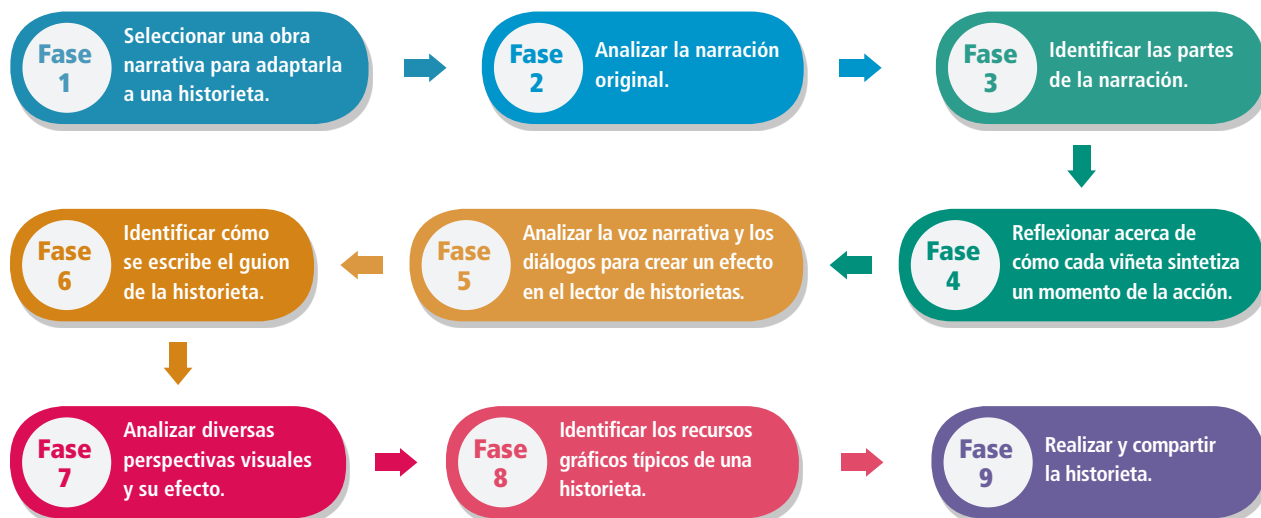 Fase
1
Seleccionar una obra
narrativa para adaptarla
a una historieta.
Fase
2
Analizar la narración
original.
Fase
3
Identificar las partes
de la narración.
Fase
4
Reflexionar acerca de
cómo cada viñeta sintetiza
un momento de la acción.
Fase
5
Analizar la voz narrativa y los
diálogos para crear un efecto
en el lector de historietas.
Fase
6
Identificar cómo
se escribe el guion
de la historieta.
Fase
7
Analizar diversas
perspectivas visuales
y su efecto.
Fase
8
Identificar los recursos
gráficos típicos de una
historieta.
Fase
9
Realizar y compartir
la historieta.